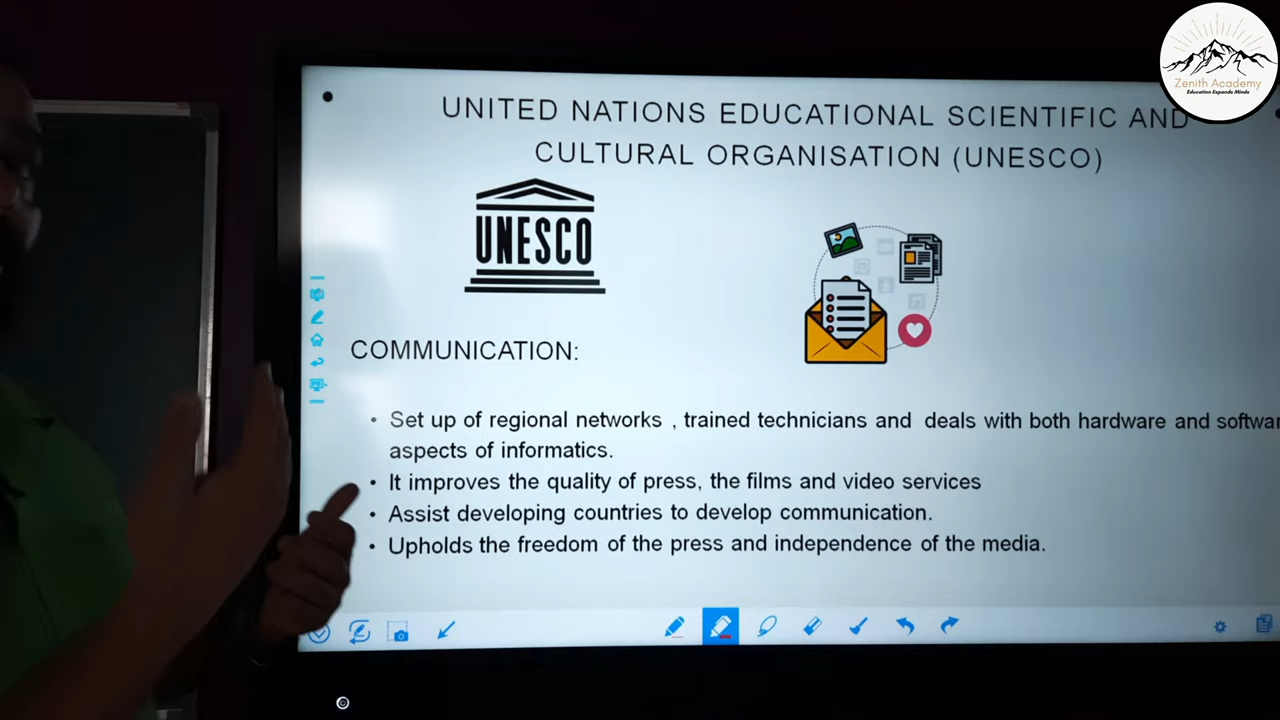 Zenith Academy
Education Expands Minds
UNITED NATIONS EDUCATIONAL SCIENTIFIC AND
CULTURAL ORGANISATION (UNESCO)
UNESCO
COMMUNICATION:
• Set up of regional networks , trained technicians and deals with both hardware and softwar
aspects of informatics.
• It improves the quality of press, the films and video services
• Assist developing countries to develop communication.
• Upholds the freedom of the press and independence of the media.